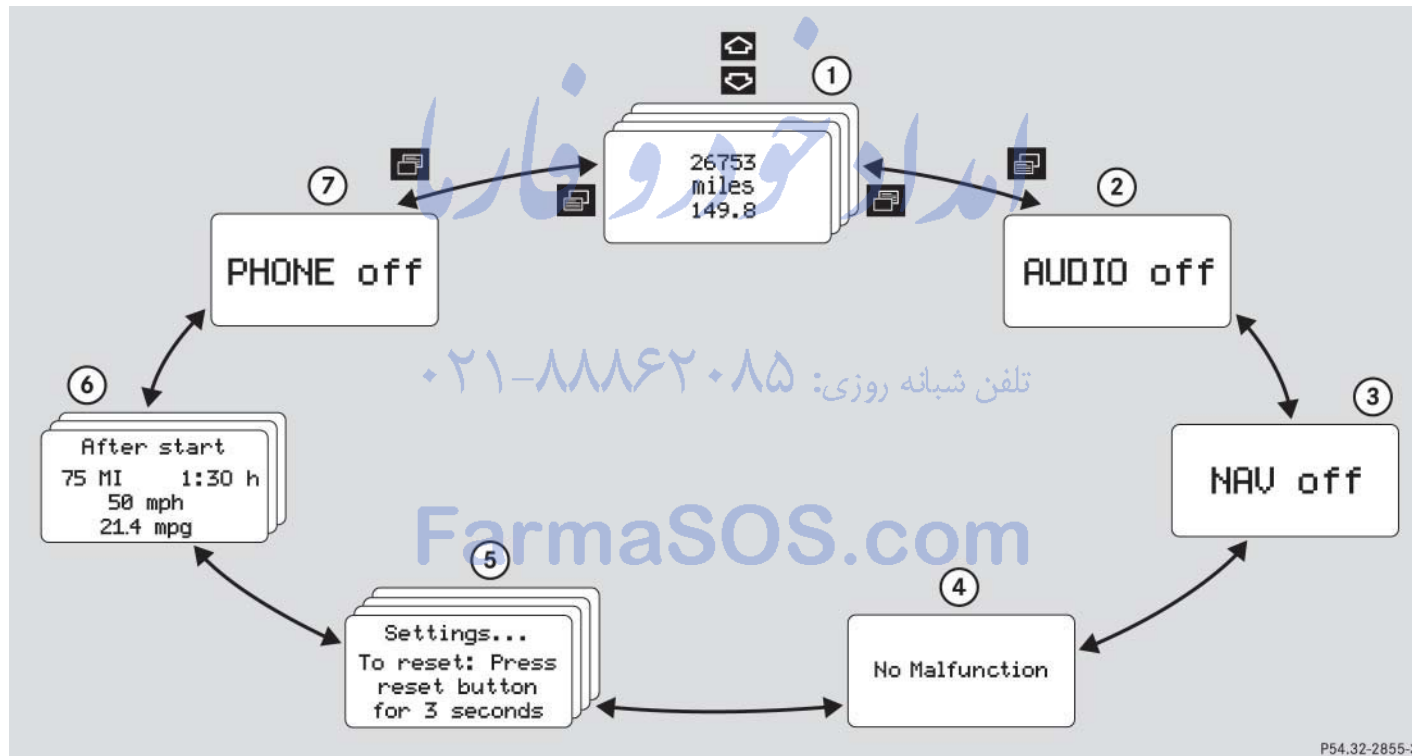 1
26753
miles
149.8
امداد خودرو فارسا
7
PHONE off
2
AUDIO off
تلفن شبانه روزی: ۸۸۸۶۲۰۸۵-۰۲۱
6
After start
75 MI 1:30 h
50 mph
21.4 mpg
3
NAV off
FarmaSOS.com
5
Settings...
To reset: Press
reset button
for 3 seconds
4
No Malfunction